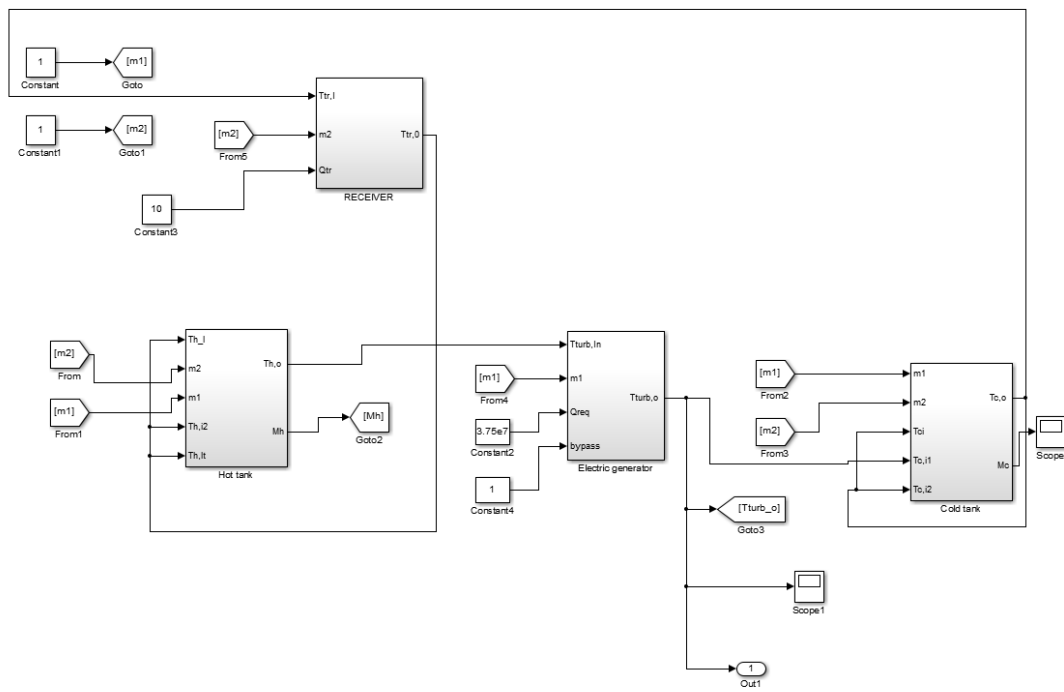 1
Constant
[m1]
Goto
1
Constant1
[m2]
Goto1
[m2]
From5
10
Constant3
Ttr,I
m2
Qtr
Ttr,0
RECEIVER
[m2]
From
[m1]
From1
Th_I
m2
m1
Th,i2
Th,It
Th,o
Mh
Hot tank
[Mh]
Goto2
[m1]
From4
3.75e7
Constant2
1
Constant4
Tturb,In
m1
Qreq
bypass
Tturb,o
Electric generator
[Tturb_o]
Goto3
Scope1
1
Out1
[m1]
From2
[m2]
From3
m1
m2
Tci
Tc,i1
Tc,i2
Tc,o
Mc
Cold tank
Scope